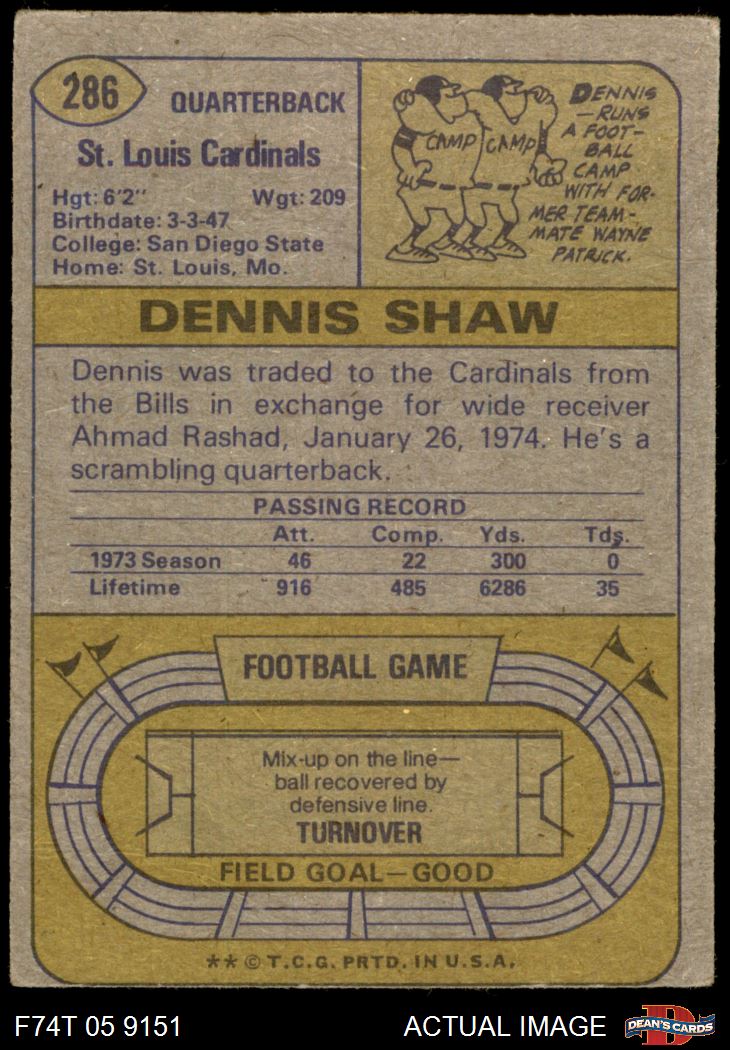 286
QUARTERBACK
St. Louis Cardinals
Hgt: 6'2" Wgt: 209
Birthdate: 3-3-47
College: San Diego State
Home: St. Louis, Mo.
CAMP CAMP
DENNIS
—RUNS
A FOOT-
BALL
CAMP
WITH FOR-
MER TEAM-
MATE WAYNE
PATRICK.
DENNIS SHAW
Dennis was traded to the Cardinals from
the Bills in exchange for wide receiver
Ahmad Rashad, January 26, 1974. He's a
scrambling quarterback.
PASSING RECORD
Att. Comp. Yds. Tds.
1973 Season 46 22 300 0
Lifetime 916 485 6286 35
FOOTBALL GAME
Mix-up on the line—
ball recovered by
defensive line.
TURNOVER
FIELD GOAL—GOOD
** © T.C.G. PRTD. IN U.S.A.
F74T 05 9151 ACTUAL IMAGE
D
DEAN'S CARDS